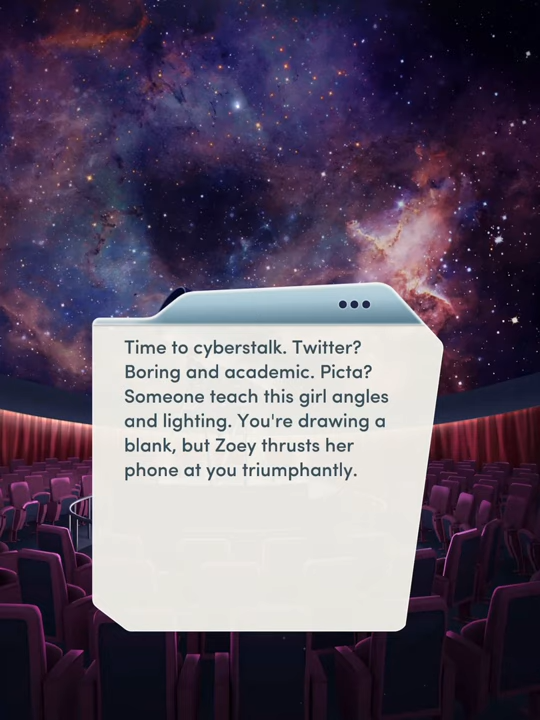 Time to cyberstalk. Twitter?
Boring and academic. Picta?
Someone teach this girl angles
and lighting. You're drawing a
blank, but Zoey thrusts her
phone at you triumphantly.